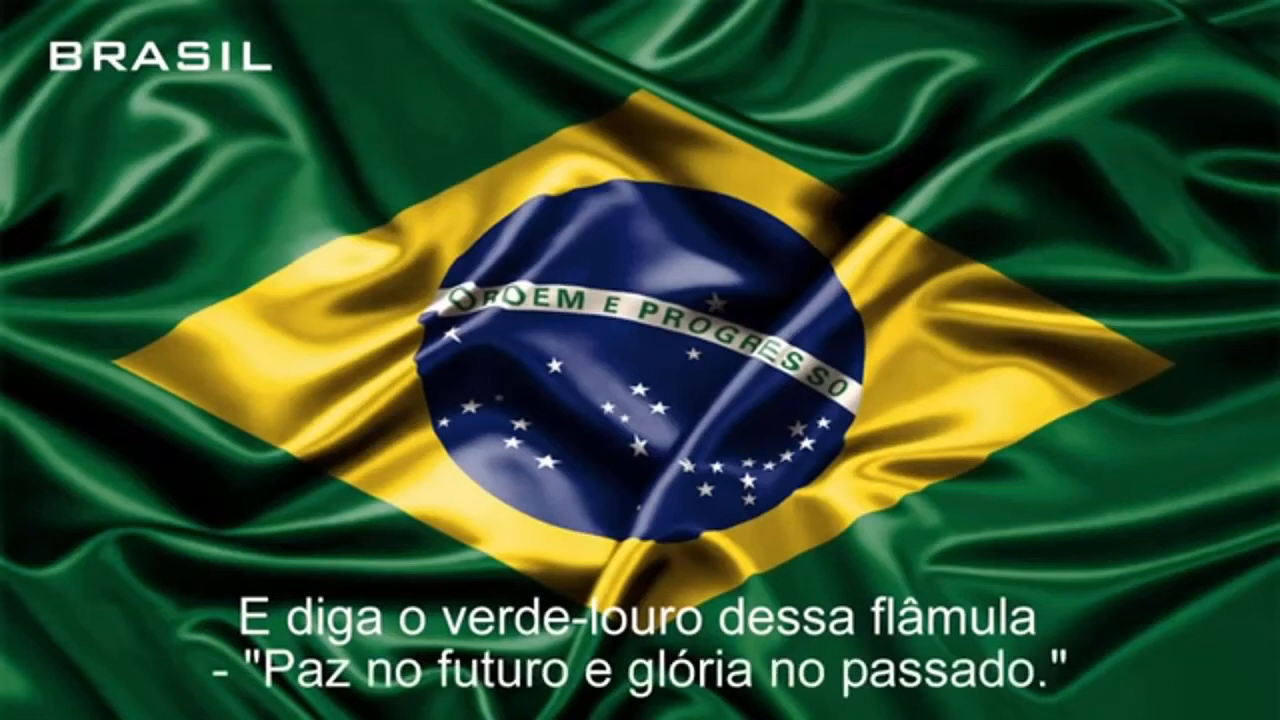 BRASIL
ORDEM E PROGRESSO
E diga o verde-louro dessa flâmula
- "Paz no futuro e glória no passado."